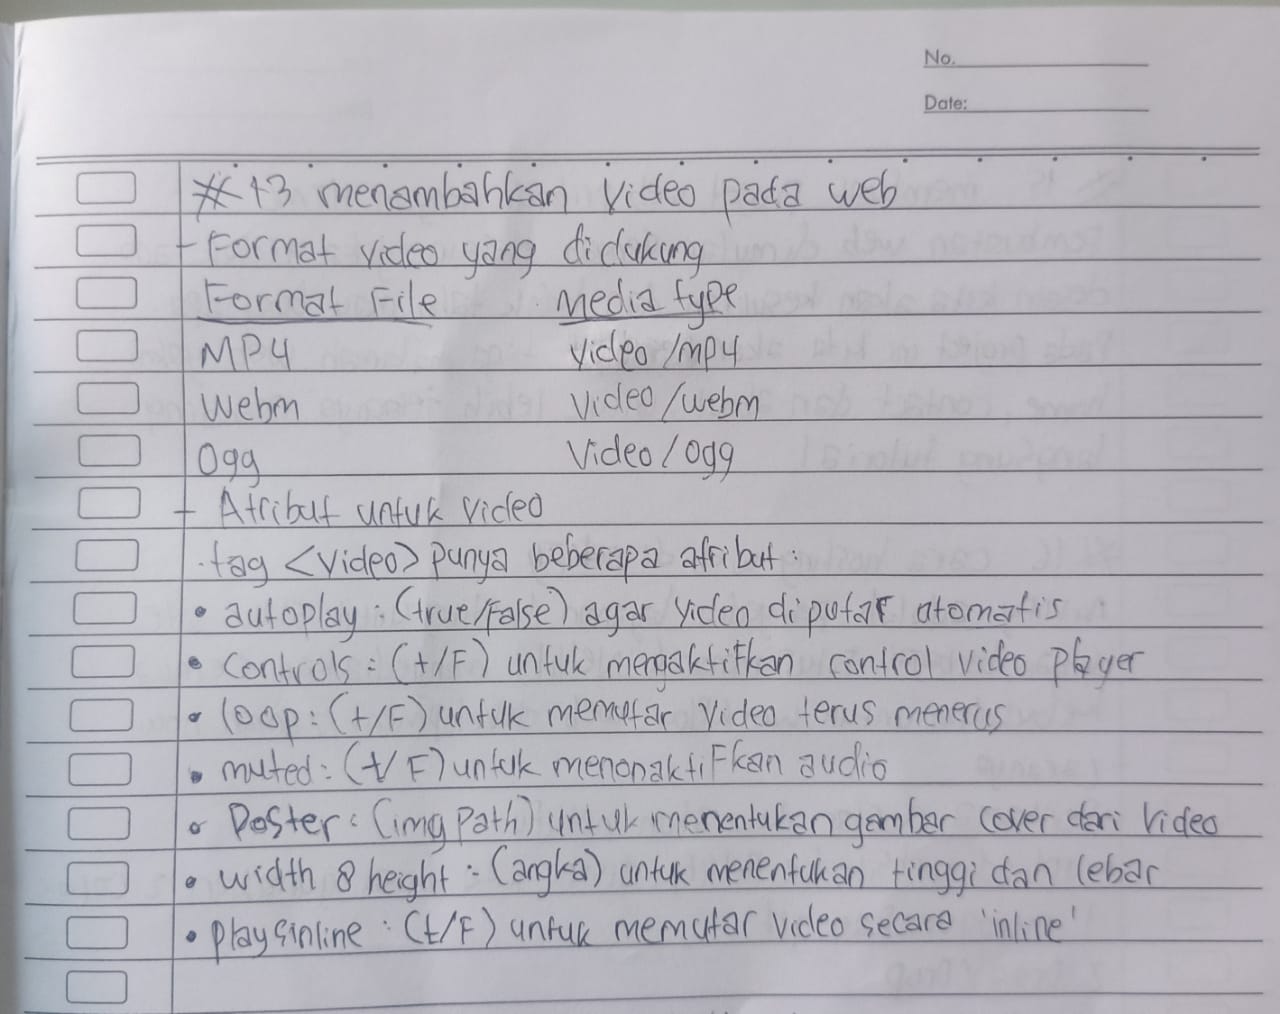 No.
Date:
#13 menambahkan video pada web
- Format video yang didukung
Format File Media type
MP4 video/mp4
Webm video/webm
Ogg Video/Ogg
- Atribut untuk video
tag <video> punya beberapa atribut:
• autoplay : (true/false) agar video diputar otomatis
• controls : (t/F) untuk mengaktifkan control video player
• loop : (t/F) untuk memutar video terus menerus
• muted : (t/F) untuk menonaktifkan audio
• Poster : (img path) untuk menentukan gambar cover dari video
• width & height : (angka) untuk menentukan tinggi dan lebar
• playsinline : (t/F) untuk memutar video secara 'inline'